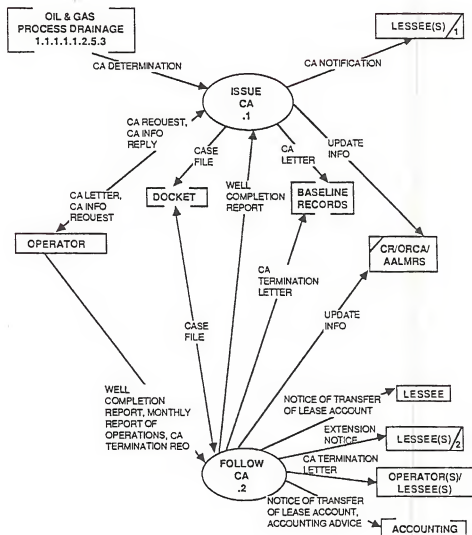 OIL & GAS
PROCESS DRAINAGE
1.1.1.1.1.2.5.3
LESSEE(S)
1
CA DETERMINATION
CA NOTIFICATION
ISSUE
CA
.1
CA REQUEST,
CA INFO
REPLY
CASE
FILE
CA
LETTER
UPDATE
INFO
CA LETTER,
CA INFO
REQUEST
DOCKET
WELL
COMPLETION
REPORT
BASELINE
RECORDS
OPERATOR
CR/ORCA/
AALMRS
CA
TERMINATION
LETTER
CASE
FILE
UPDATE
INFO
WELL
COMPLETION
REPORT, MONTHLY
REPORT OF
OPERATIONS, CA
TERMINATION REQ
NOTICE OF TRANSFER
OF LEASE ACCOUNT
LESSEE
EXTENSION
NOTICE
LESSEE(S)
2
FOLLOW
CA
.2
CA TERMINATION
LETTER
OPERATOR(S)/
LESSEE(S)
NOTICE OF TRANSFER
OF LEASE ACCOUNT,
ACCOUNTING ADVICE
ACCOUNTING